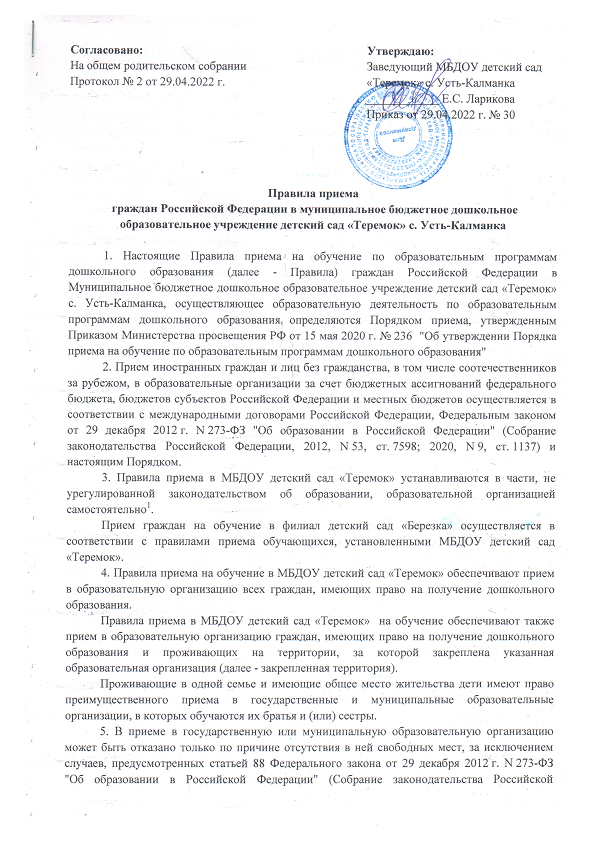 Согласовано:
На общем родительском собрании
Протокол № 2 от 29.04.2022 г.
Утверждаю:
Заведующий МБДОУ детский сад
«Теремок» с. Усть-Калманка
Е.С. Ларикова
Приказ от 29.04.2022 г. № 30
Правила приема
граждан Российской Федерации в муниципальное бюджетное дошкольное
образовательное учреждение детский сад «Теремок» с. Усть-Калманка
1. Настоящие Правила приема на обучение по образовательным программам
дошкольного образования (далее - Правила) граждан Российской Федерации в
Муниципальное бюджетное дошкольное образовательное учреждение детский сад «Теремок»
с. Усть-Калманка, осуществляющее образовательную деятельность по образовательным
программам дошкольного образования определяются Порядком приема, утвержденным
Приказом Министерства просвещения РФ от 15 мая 2020 г. № 236 "Об утверждении Порядка
приема на обучение по образовательным программам дошкольного образования"
2. Прием иностранных граждан и лиц без гражданства, в том числе соотечественников
за рубежом, в образовательные организации за счет бюджетных ассигнований федерального
бюджета, бюджетов субъектов Российской Федерации и местных бюджетов осуществляется в
соответствии с международными договорами Российской Федерации, Федеральным законом
от 29 декабря 2012 г. N 273-ФЗ "Об образовании в Российской Федерации" (Собрание
законодательства Российской Федерации, 2012, N 53, ст. 7598; 2020, N 9, ст. 1137) и
настоящим Порядком.
3. Правила приема в МБДОУ детский сад «Теремок» устанавливаются в части, не
урегулированной законодательством об образовании, образовательной организацией
самостоятельно1.
Прием граждан на обучение в филиал детский сад «Березка» осуществляется в
соответствии с правилами приема обучающихся, установленными МБДОУ детский сад
«Теремок».
4. Правила приема на обучение в МБДОУ детский сад «Теремок» обеспечивают прием
в образовательную организацию всех граждан, имеющих право на получение дошкольного
образования.
Правила приема в МБДОУ детский сад «Теремок» на обучение обеспечивают также
прием в образовательную организацию граждан, имеющих право на получение дошкольного
образования и проживающих на территории, за которой закреплена указанная
образовательная организация (далее - закрепленная территория).
Проживающие в одной семье и имеющие общее место жительства дети имеют право
преимущественного приема в государственные и муниципальные образовательные
организации, в которых обучаются их братья и (или) сестры.
5. В приеме в государственную или муниципальную образовательную организацию
может быть отказано только по причине отсутствия в ней свободных мест, за исключением
случаев, предусмотренных статьей 88 Федерального закона от 29 декабря 2012 г. N 273-ФЗ
"Об образовании в Российской Федерации" (Собрание законодательства Российской